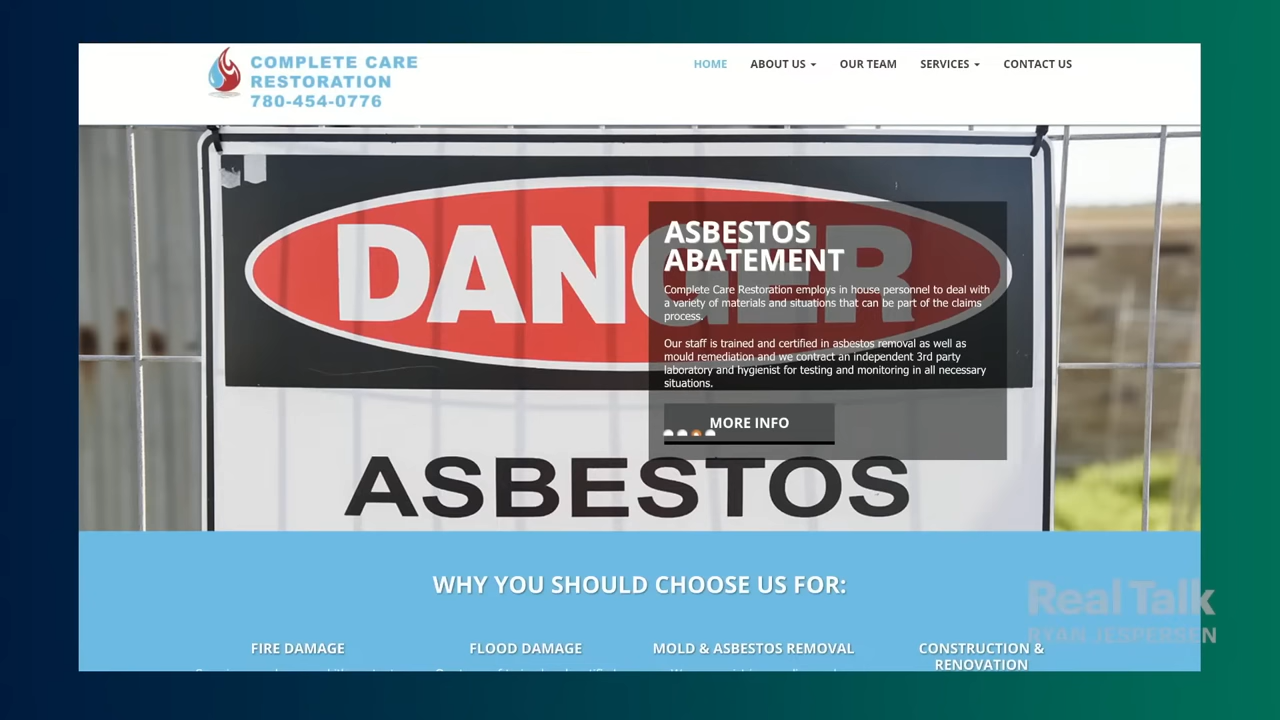 COMPLETE CARE
RESTORATION
780-454-0776
HOME
ABOUT US
OUR TEAM
SERVICES
CONTACT US
DANGER
ASBESTOS
ASBESTOS
ABATEMENT
Complete Care Restoration employs in house personnel to deal with
a variety of materials and situations that can be part of the claims
process.
Our staff is trained and certified in asbestos removal as well as
mould remediation and we contract an independent 3rd party
laboratory and hygienist for testing and monitoring in all necessary
situations.
MORE INFO
WHY YOU SHOULD CHOOSE US FOR:
FIRE DAMAGE
FLOOD DAMAGE
MOLD & ASBESTOS REMOVAL
CONSTRUCTION &
RENOVATION
Real Talk
RYAN JESPERSEN